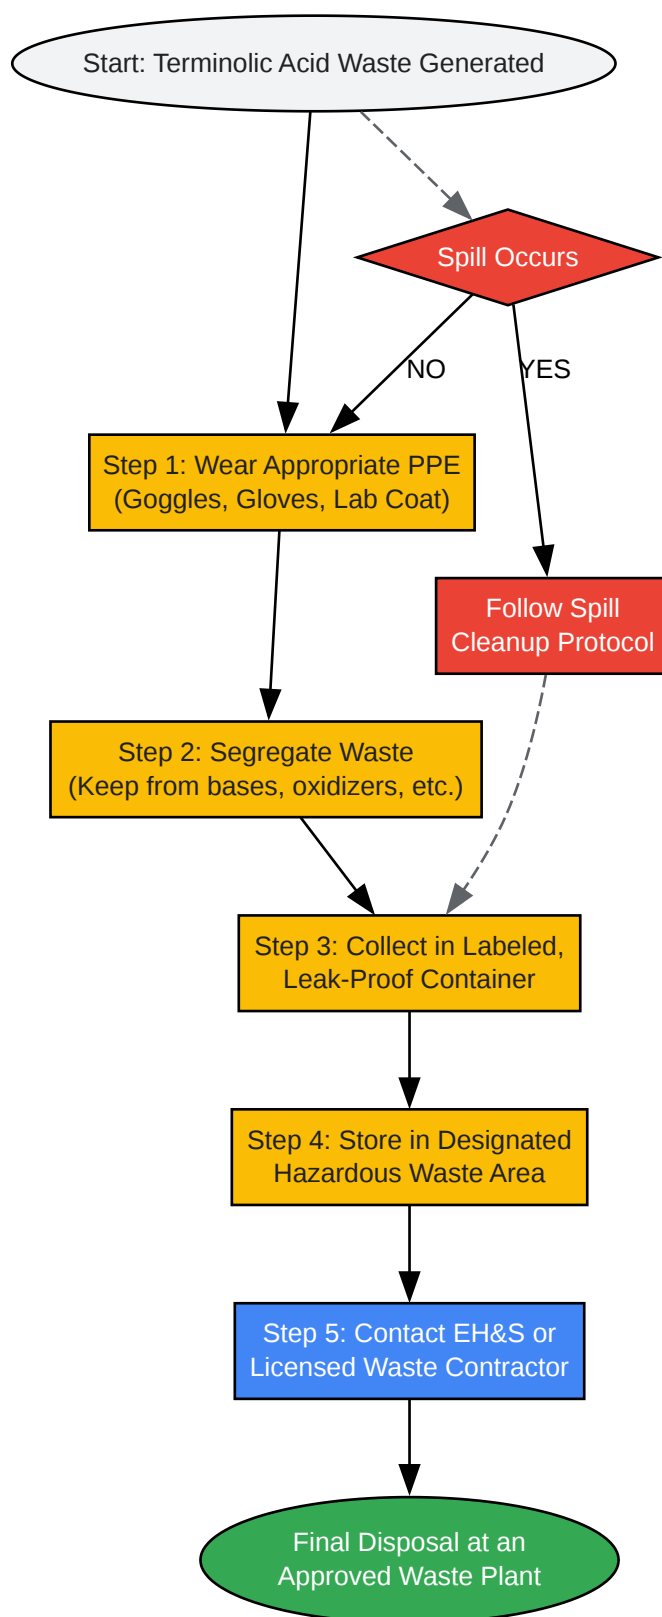 Start: Terminolic Acid Waste Generated
Spill Occurs
NO
YES
Step 1: Wear Appropriate PPE
(Goggles, Gloves, Lab Coat)
Follow Spill
Cleanup Protocol
Step 2: Segregate Waste
(Keep from bases, oxidizers, etc.)
Step 3: Collect in Labeled,
Leak-Proof Container
Step 4: Store in Designated
Hazardous Waste Area
Step 5: Contact EH&S or
Licensed Waste Contractor
Final Disposal at an
Approved Waste Plant